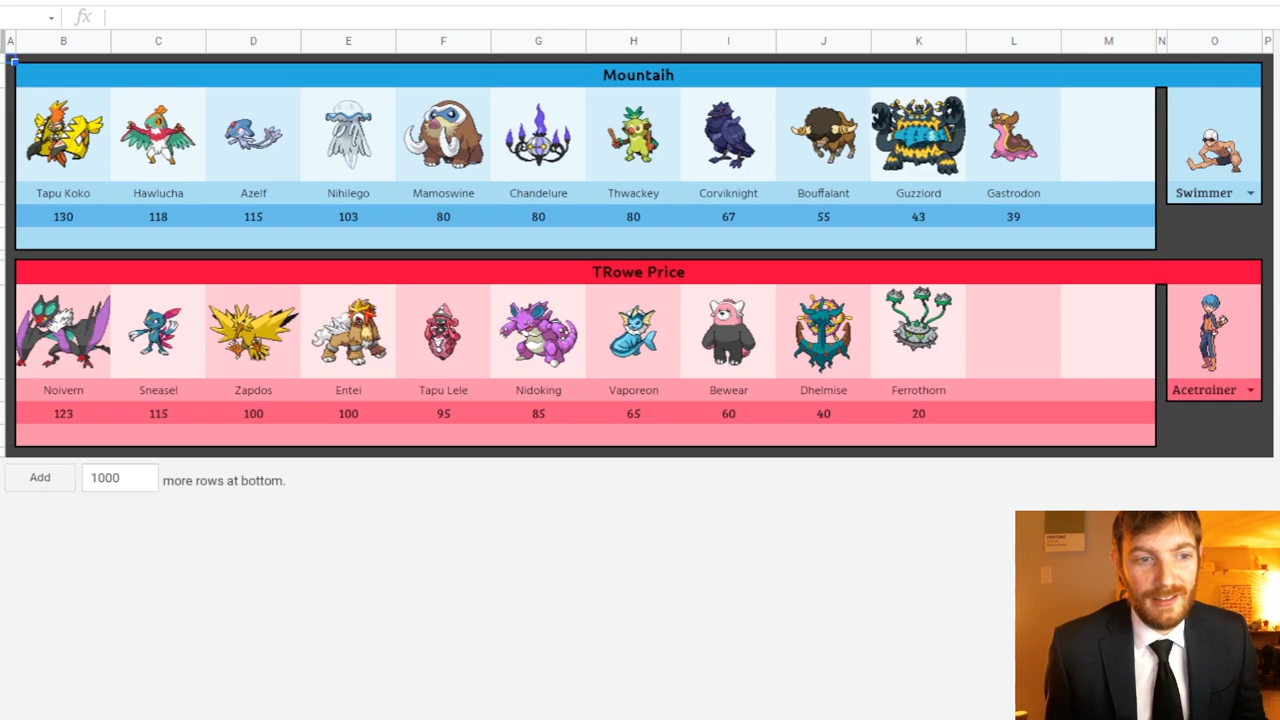 fx
A B C D E F G H I J K L M N O P
Mountaih
Tapu Koko Hawlucha Azelf Nihilego Mamoswine Chandelure Thwackey Corviknight Bouffalant Guzzlord Gastrodon Swimmer
130 118 115 103 80 80 80 67 55 43 39
TRowe Price
Noivern Sneasel Zapdos Entei Tapu Lele Nidoking Vaporeon Bewear Dhelmise Ferrothorn Acetrainer
123 115 100 100 95 85 65 60 40 20
Add 1000 more rows at bottom.
PANTONE